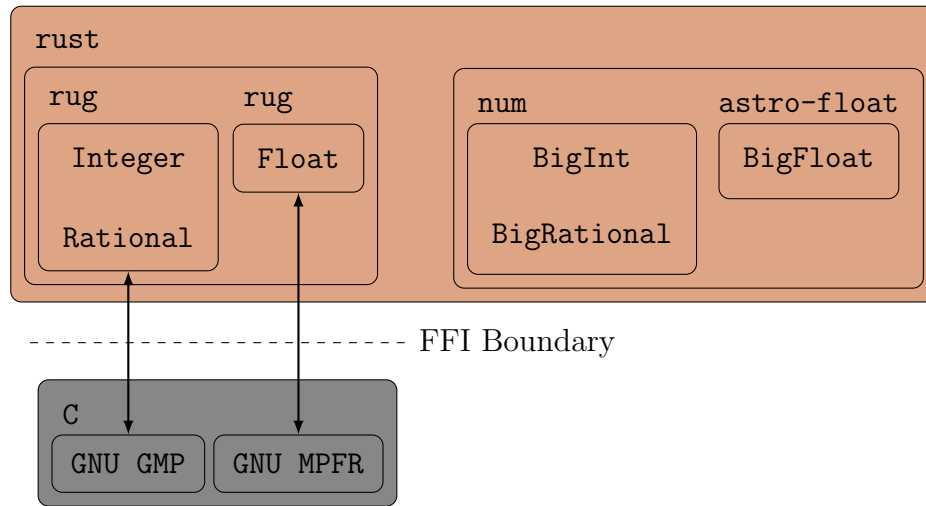 rust
rug
rug
num
astro-float
Integer
Float
BigInt
BigFloat
Rational
BigRational
FFI Boundary
C
GNU GMP
GNU MPFR